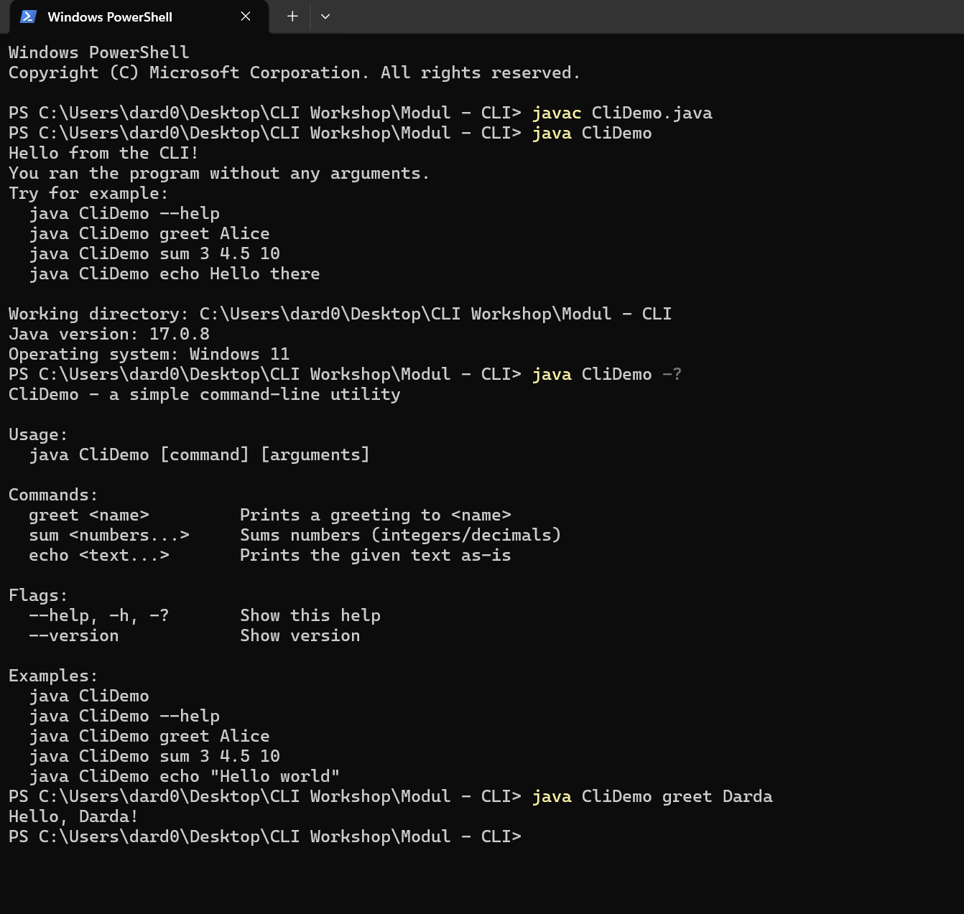 Windows PowerShell
Windows PowerShell
Copyright (C) Microsoft Corporation. All rights reserved.
PS C:\Users\dard0\Desktop\CLI Workshop\Modul - CLI> javac CliDemo.java
PS C:\Users\dard0\Desktop\CLI Workshop\Modul - CLI> java CliDemo
Hello from the CLI!
You ran the program without any arguments.
Try for example:
  java CliDemo --help
  java CliDemo greet Alice
  java CliDemo sum 3 4.5 10
  java CliDemo echo Hello there
Working directory: C:\Users\dard0\Desktop\CLI Workshop\Modul - CLI
Java version: 17.0.8
Operating system: Windows 11
PS C:\Users\dard0\Desktop\CLI Workshop\Modul - CLI> java CliDemo -?
CliDemo - a simple command-line utility
Usage:
  java CliDemo [command] [arguments]
Commands:
  greet <name>         Prints a greeting to <name>
  sum <numbers...>     Sums numbers (integers/decimals)
  echo <text...>       Prints the given text as-is
Flags:
  --help, -h, -?       Show this help
  --version            Show version
Examples:
  java CliDemo
  java CliDemo --help
  java CliDemo greet Alice
  java CliDemo sum 3 4.5 10
  java CliDemo echo "Hello world"
PS C:\Users\dard0\Desktop\CLI Workshop\Modul - CLI> java CliDemo greet Darda
Hello, Darda!
PS C:\Users\dard0\Desktop\CLI Workshop\Modul - CLI>